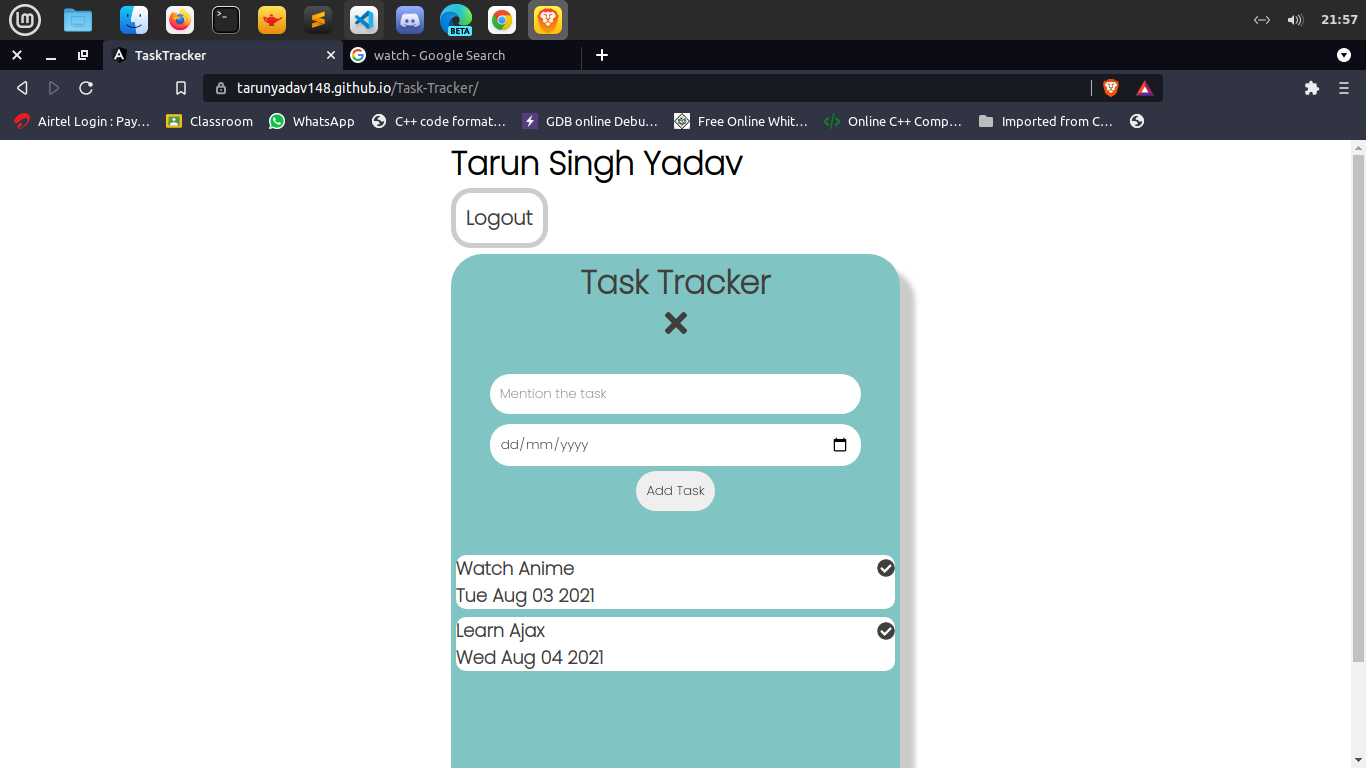 21:57
TaskTracker
watch - Google Search
tarunyadav148.github.io/Task-Tracker/
Airtel Login : Pay…
Classroom
WhatsApp
C++ code format…
GDB online Debu…
Free Online Whit…
Online C++ Comp…
Imported from C…
Tarun Singh Yadav
Logout
Task Tracker
Mention the task
dd/mm/yyyy
Add Task
Watch Anime
Tue Aug 03 2021
Learn Ajax
Wed Aug 04 2021
BETA